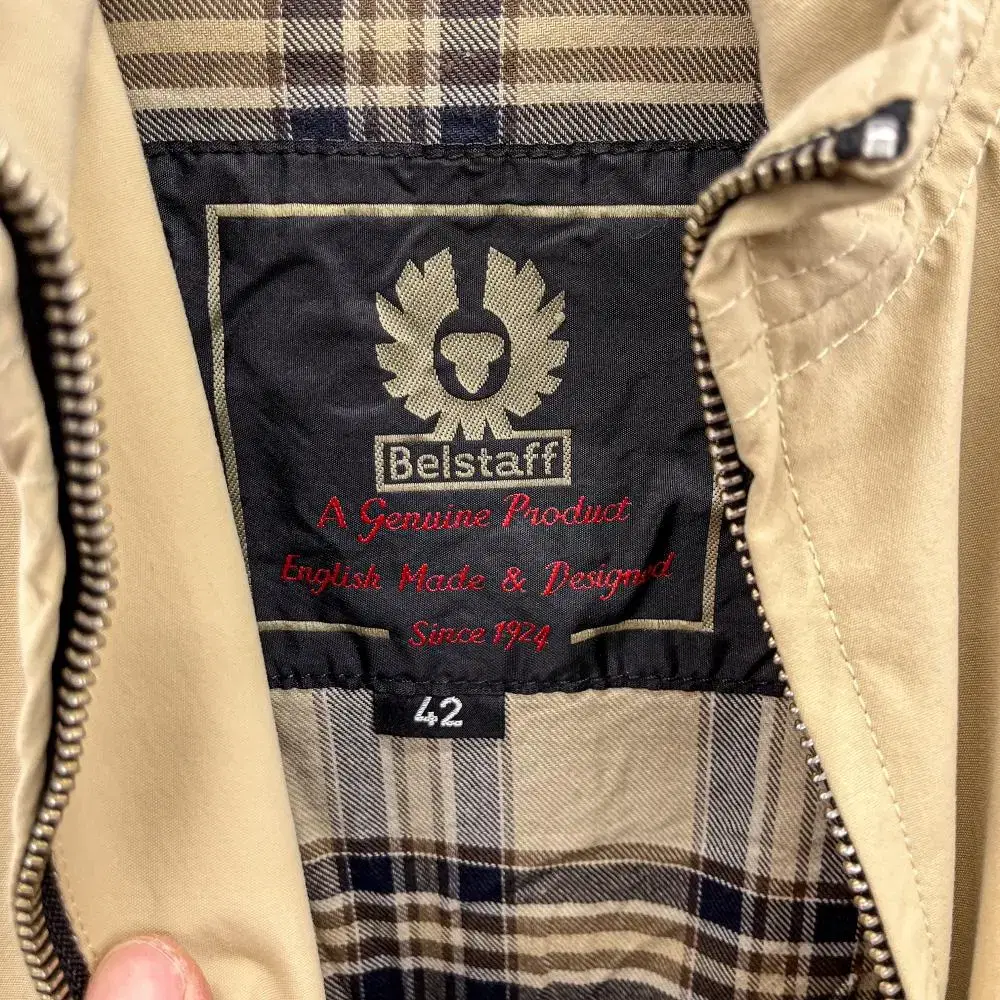 Belstaff
A Genuine Product
English Made & Designed
Since 1924
42